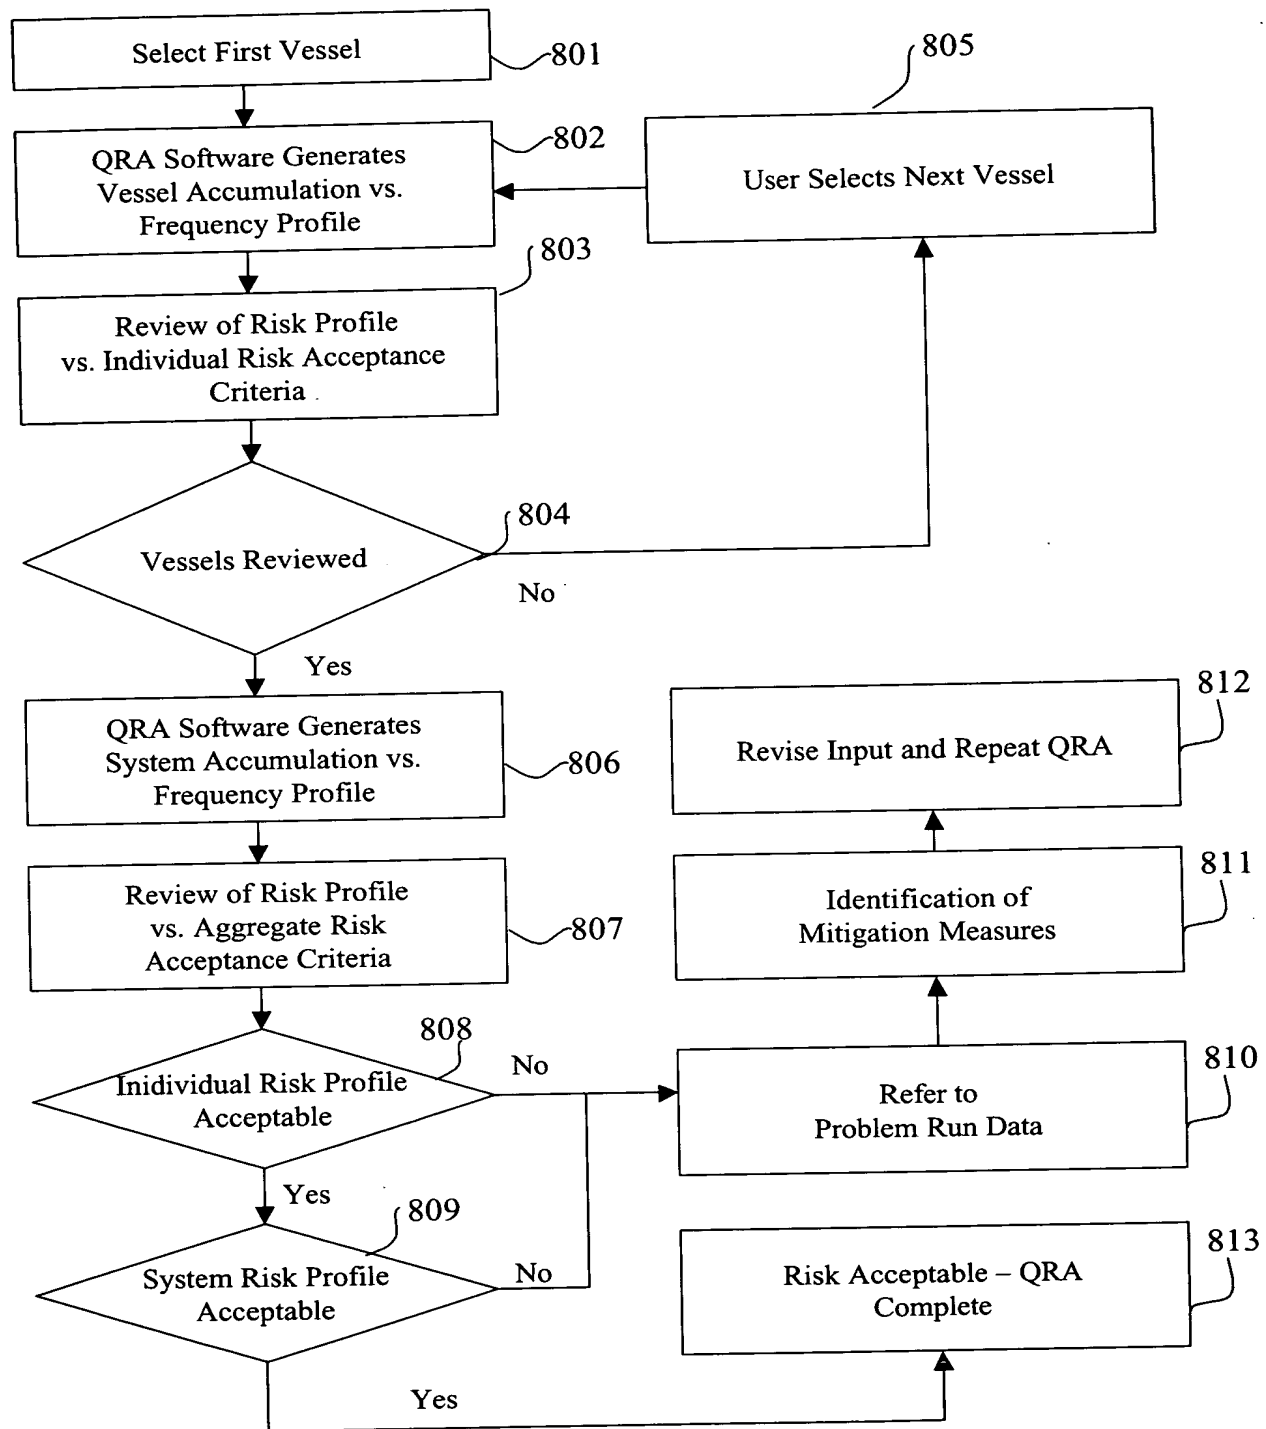 Select First Vessel
801
805
QRA Software Generates
Vessel Accumulation vs.
Frequency Profile
802
User Selects Next Vessel
803
Review of Risk Profile
vs. Individual Risk Acceptance
Criteria
804
Vessels Reviewed
No
Yes
QRA Software Generates
System Accumulation vs.
Frequency Profile
806
812
Revise Input and Repeat QRA
Review of Risk Profile
vs. Aggregate Risk
Acceptance Criteria
807
811
Identification of
Mitigation Measures
808
Inidividual Risk Profile
Acceptable
No
810
Refer to
Problem Run Data
Yes
809
System Risk Profile
Acceptable
No
813
Risk Acceptable – QRA
Complete
Yes